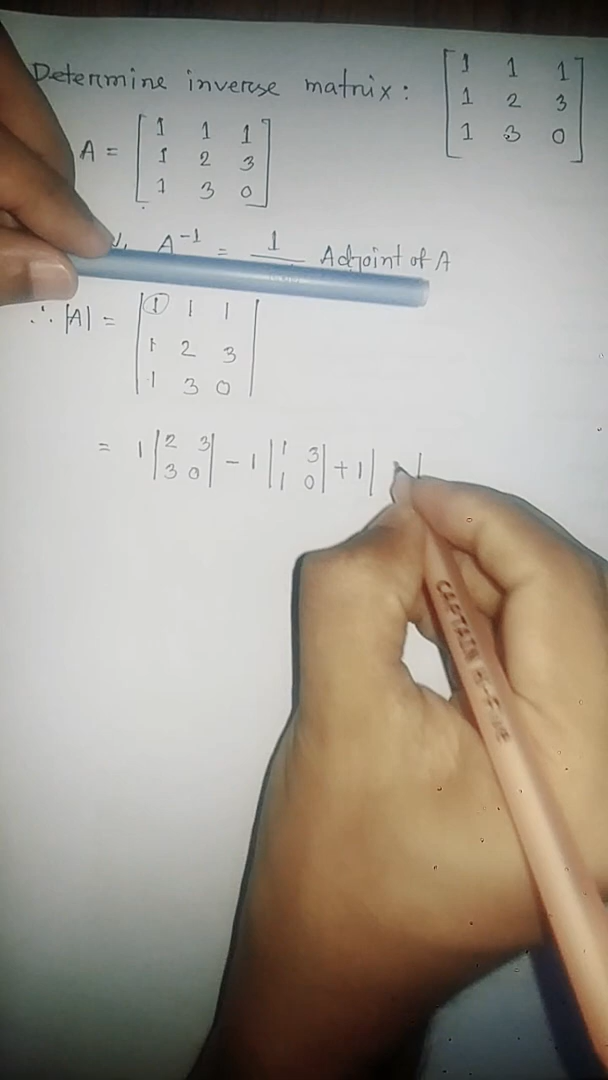 Determine inverse matrix: [1 1 1
1 2 3
1 3 0]
A = [1 1 1
1 2 3
1 3 0]
A⁻¹ = 1 Adjoint of A
∴ |A| = |1 1 1
1 2 3
1 3 0|
= 1 |2 3 - 1 |1 3 + 1 |
3 0| 1 0|
CAPTAIN